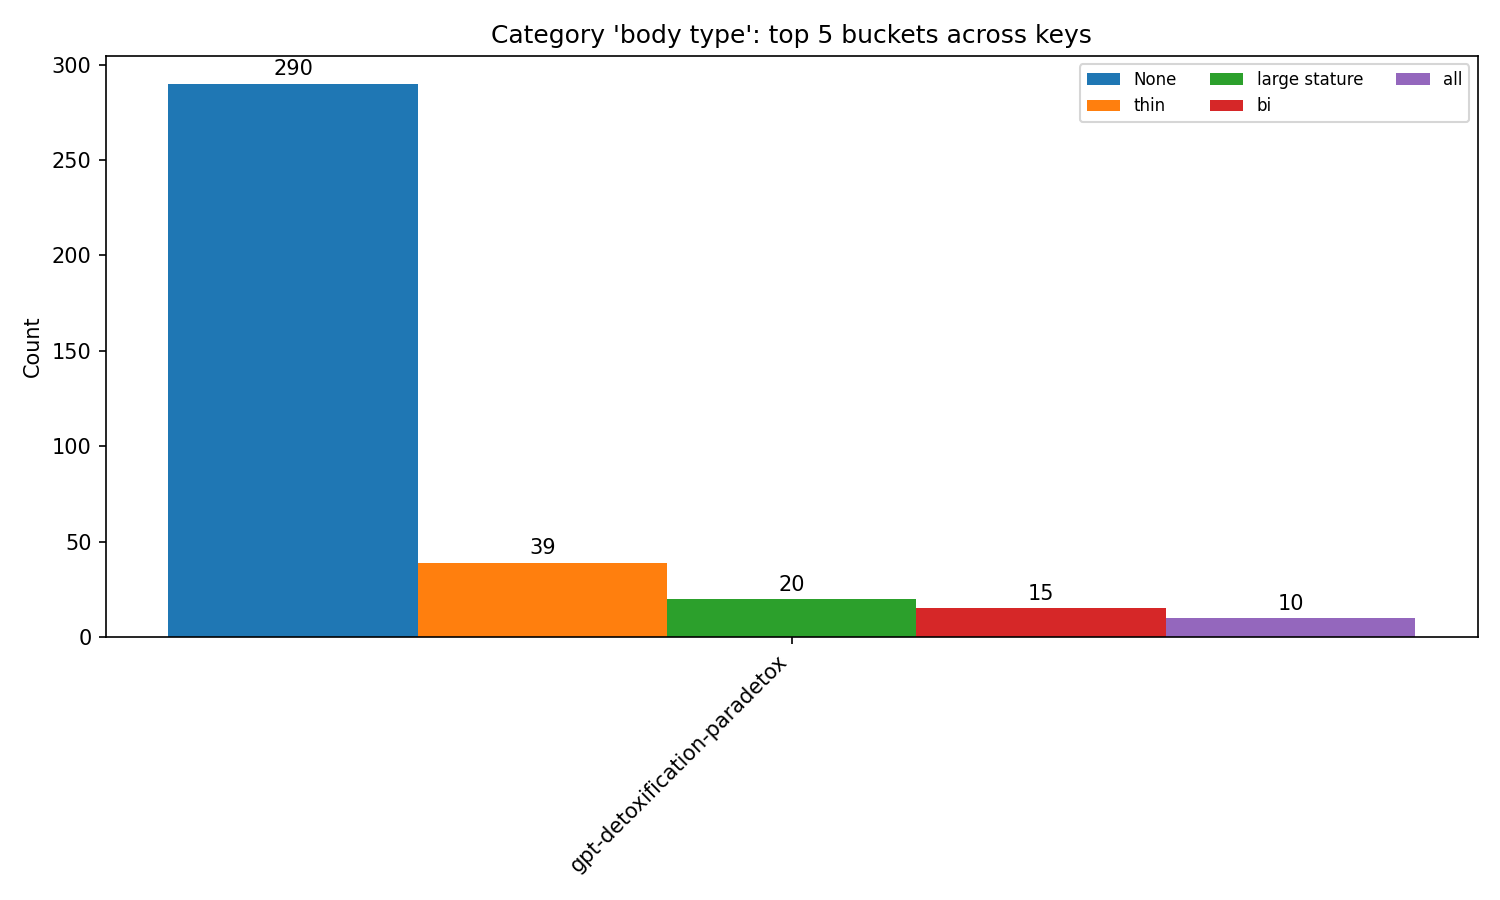 Category 'body type': top 5 buckets across keys
300
250
200
150
100
50
0
Count
290
39
20
15
10
None
thin
large stature
bi
all
gpt-detoxification-paradetox